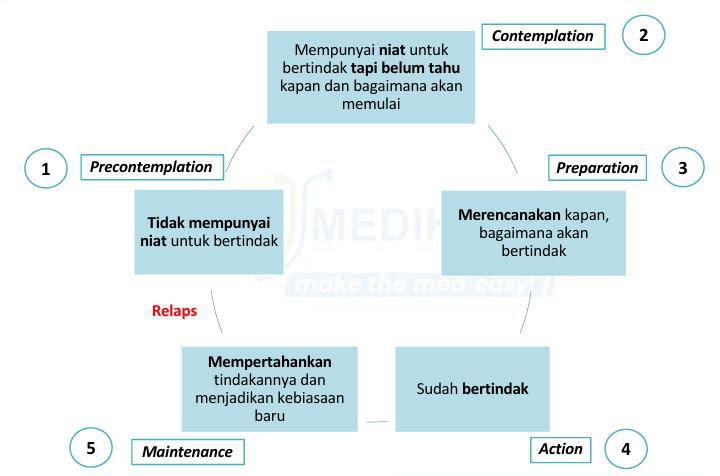 1
Precontemplation
Tidak mempunyai
niat untuk bertindak
2
Contemplation
Mempunyai niat untuk
bertindak tapi belum tahu
kapan dan bagaimana akan
memulai
3
Preparation
Merencanakan kapan,
bagaimana akan
bertindak
4
Action
Sudah bertindak
5
Maintenance
Mempertahankan
tindakannya dan
menjadikan kebiasaan
baru
Relaps
make the med-easy!